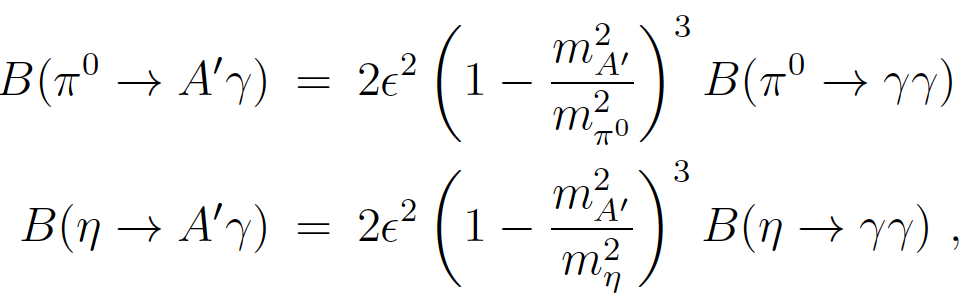 B(π⁰ → A′γ) = 2ϵ² (1 − m²_{A′} / m²_{π⁰})³ B(π⁰ → γγ)
B(η → A′γ) = 2ϵ² (1 − m²_{A′} / m²_η)³ B(η → γγ) ,